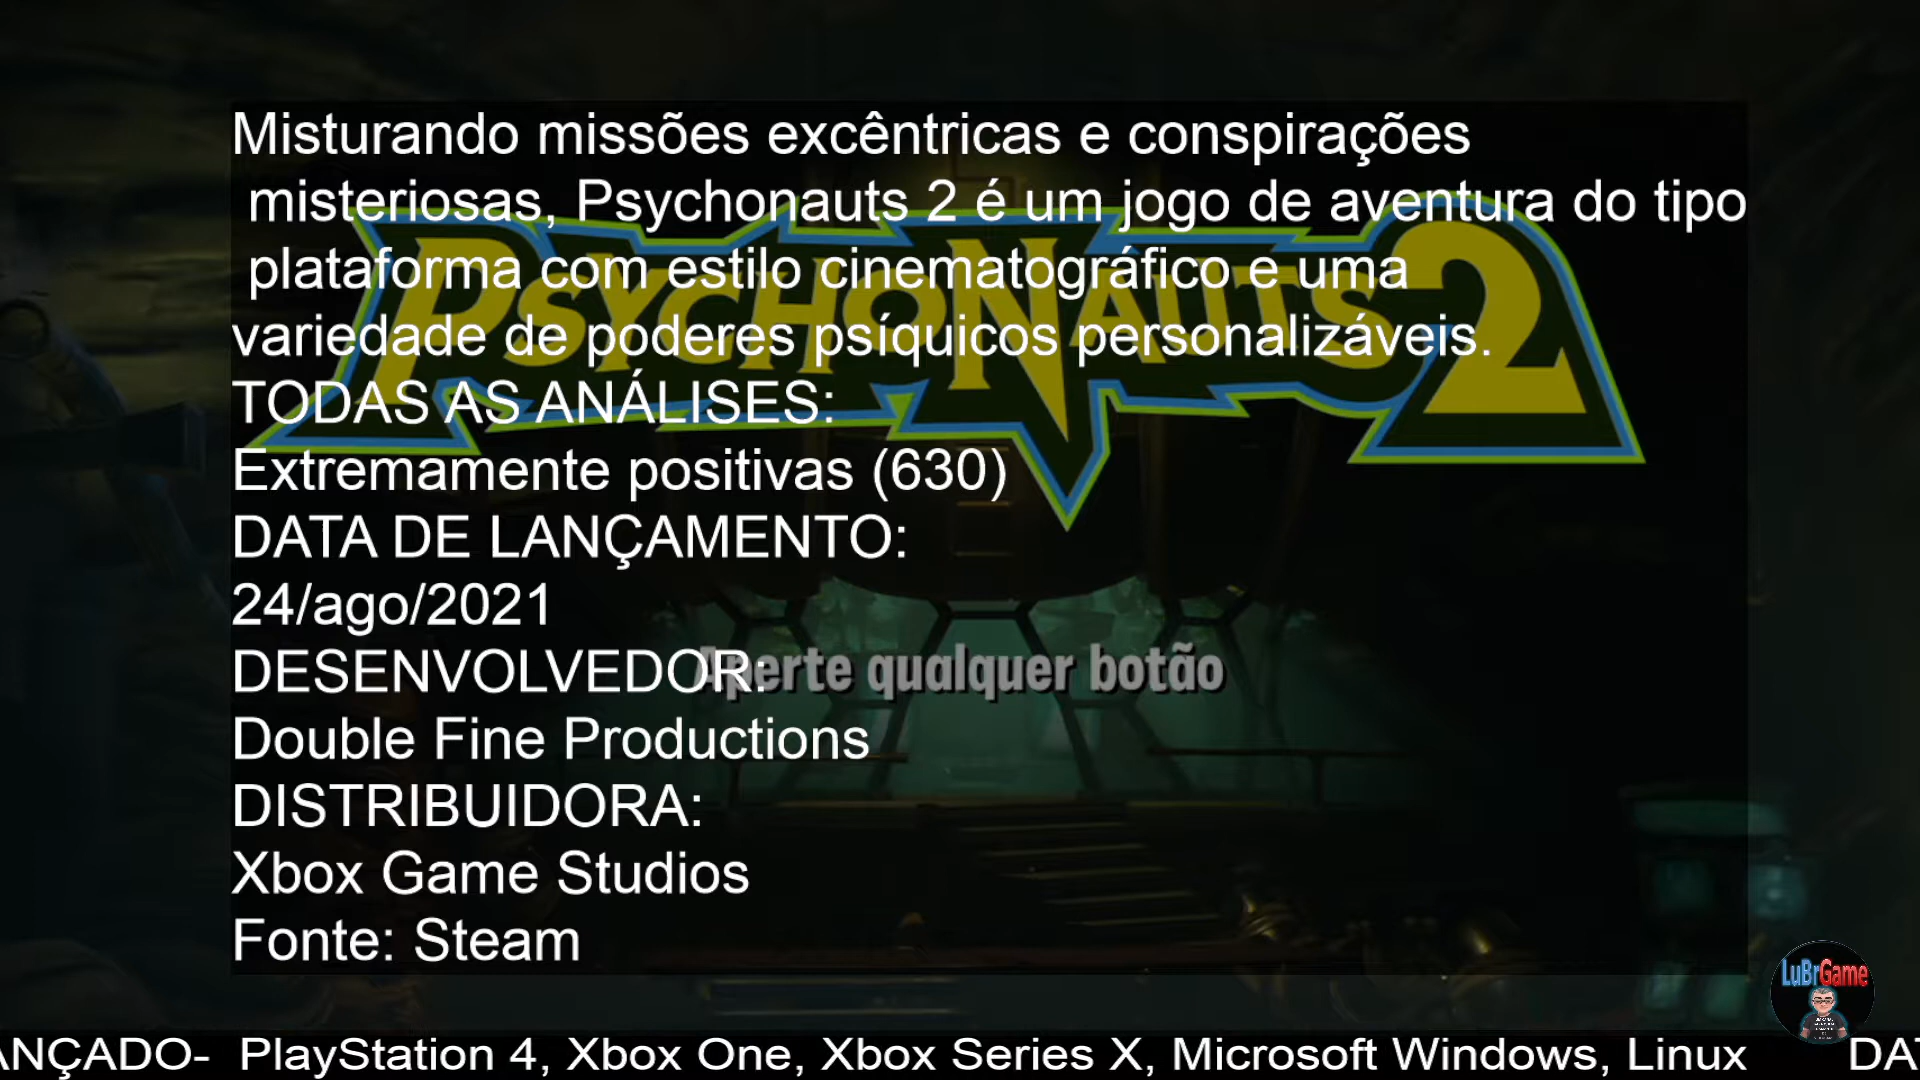 Misturando missões excêntricas e conspirações
misteriosas, Psychonauts 2 é um jogo de aventura do tipo
plataforma com estilo cinematográfico e uma
variedade de poderes psíquicos personalizáveis.
PSYCHONAUTS 2
TODAS AS ANÁLISES:
Extremamente positivas (630)
DATA DE LANÇAMENTO:
24/ago/2021
DESENVOLVEDOR:
Aperte qualquer botão
Double Fine Productions
DISTRIBUIDORA:
Xbox Game Studios
Fonte: Steam
LuBrGame
ANÇADO- PlayStation 4, Xbox One, Xbox Series X, Microsoft Windows, Linux DAT